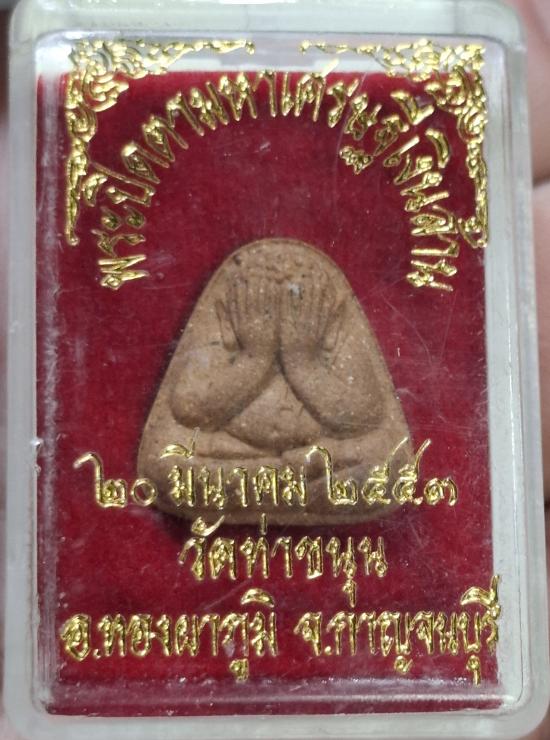 พระปิดตามหาเศรษฐีเงินล้าน
๒๐ มีนาคม ๒๕๕๓
วัดท่าขนุน
อ.ทองผาภูมิ จ.กาญจนบุรี